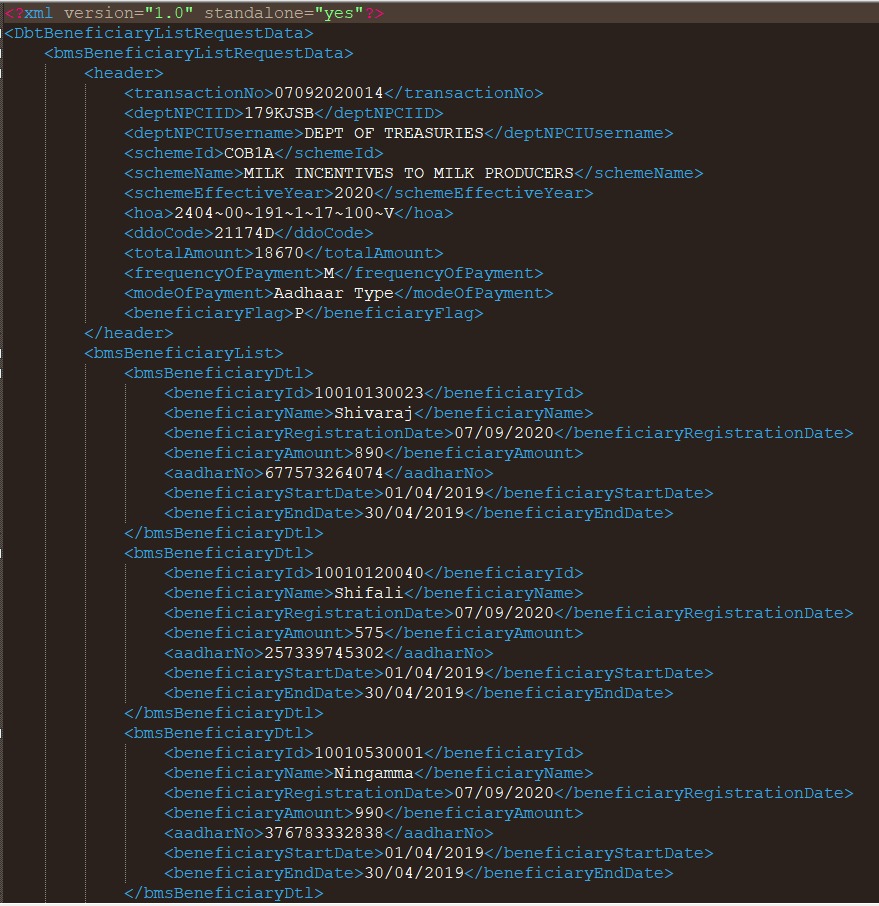 <?xml version="1.0" standalone="yes"?>
<DbtBeneficiaryListRequestData>
<bmsBeneficiaryListRequestData>
<header>
<transactionNo>07092020014</transactionNo>
<deptNPCIID>179KJSB</deptNPCIID>
<deptNPCIUsername>DEPT OF TREASURIES</deptNPCIUsername>
<schemeId>COB1A</schemeId>
<schemeName>MILK INCENTIVES TO MILK PRODUCERS</schemeName>
<schemeEffectiveYear>2020</schemeEffectiveYear>
<hoa>2404~00~191~1~17~100~V</hoa>
<ddoCode>21174D</ddoCode>
<totalAmount>18670</totalAmount>
<frequencyOfPayment>M</frequencyOfPayment>
<modeOfPayment>Aadhaar Type</modeOfPayment>
<beneficiaryFlag>P</beneficiaryFlag>
</header>
<bmsBeneficiaryList>
<bmsBeneficiaryDtl>
<beneficiaryId>10010130023</beneficiaryId>
<beneficiaryName>Shivaraj</beneficiaryName>
<beneficiaryRegistrationDate>07/09/2020</beneficiaryRegistrationDate>
<beneficiaryAmount>890</beneficiaryAmount>
<aadharNo>677573264074</aadharNo>
<beneficiaryStartDate>01/04/2019</beneficiaryStartDate>
<beneficiaryEndDate>30/04/2019</beneficiaryEndDate>
</bmsBeneficiaryDtl>
<bmsBeneficiaryDtl>
<beneficiaryId>10010120040</beneficiaryId>
<beneficiaryName>Shifali</beneficiaryName>
<beneficiaryRegistrationDate>07/09/2020</beneficiaryRegistrationDate>
<beneficiaryAmount>575</beneficiaryAmount>
<aadharNo>257339745302</aadharNo>
<beneficiaryStartDate>01/04/2019</beneficiaryStartDate>
<beneficiaryEndDate>30/04/2019</beneficiaryEndDate>
</bmsBeneficiaryDtl>
<bmsBeneficiaryDtl>
<beneficiaryId>10010530001</beneficiaryId>
<beneficiaryName>Ningamma</beneficiaryName>
<beneficiaryRegistrationDate>07/09/2020</beneficiaryRegistrationDate>
<beneficiaryAmount>990</beneficiaryAmount>
<aadharNo>376783332838</aadharNo>
<beneficiaryStartDate>01/04/2019</beneficiaryStartDate>
<beneficiaryEndDate>30/04/2019</beneficiaryEndDate>
</bmsBeneficiaryDtl>